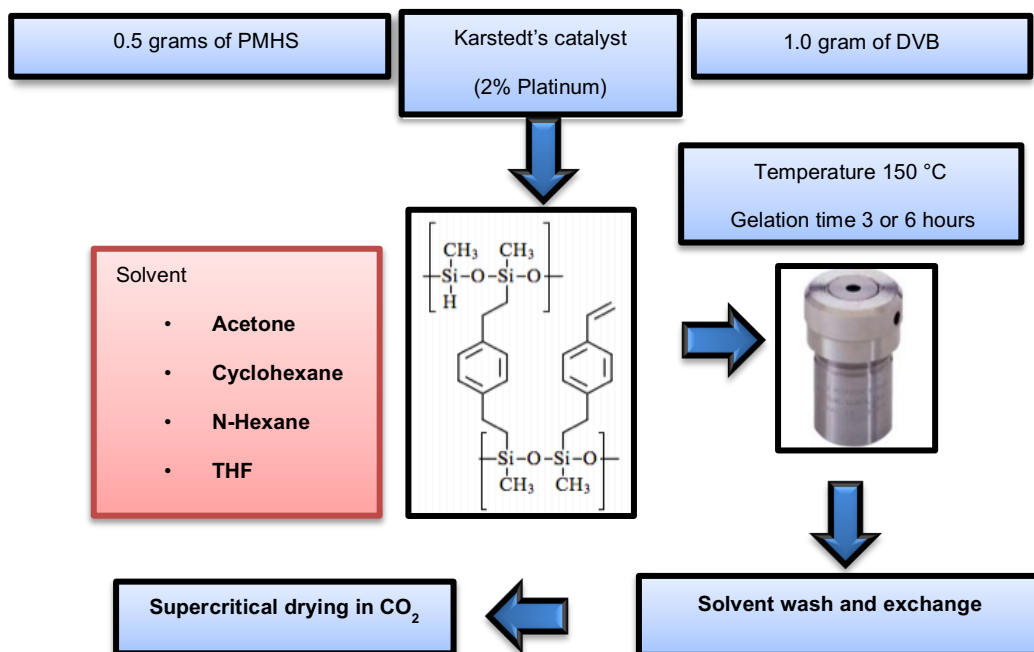 0.5 grams of PMHS
Karstedt's catalyst
(2% Platinum)
1.0 gram of DVB
Temperature 150 °C
Gelation time 3 or 6 hours
Solvent
• Acetone
• Cyclohexane
• N-Hexane
• THF
CH₃ CH₃
Si–O–Si–O
H
Si–O–Si–O
CH₃ CH₃
Solvent wash and exchange
Supercritical drying in CO₂